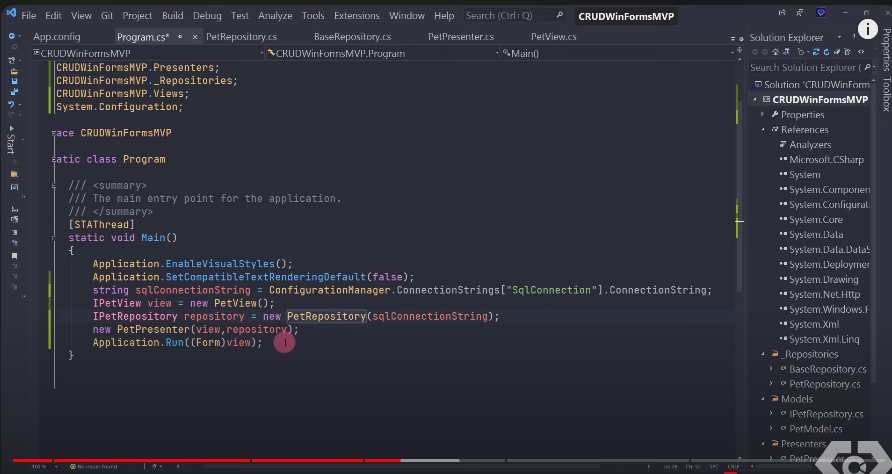 File Edit View Git Project Build Debug Test Analyze Tools Extensions Window Help Search (Ctrl+Q) CRUDWinFormsMVP
App.config Program.cs* PetRepository.cs BaseRepository.cs PetPresenter.cs PetView.cs
CRUDWinFormsMVP CRUDWinFormsMVP.Program Main()
CRUDWinFormsMVP.Presenters;
CRUDWinFormsMVP._Repositories;
CRUDWinFormsMVP.Views;
System.Configuration;
ace CRUDWinFormsMVP
atic class Program
/// <summary>
/// The main entry point for the application.
/// </summary>
[STAThread]
static void Main()
{
Application.EnableVisualStyles();
Application.SetCompatibleTextRenderingDefault(false);
string sqlConnectionString = ConfigurationManager.ConnectionStrings["SqlConnection"].ConnectionString;
IPetView view = new PetView();
IPetRepository repository = new PetRepository(sqlConnectionString);
new PetPresenter(view,repository);
Application.Run((Form)view);
}
Start
100 % No issues found
Solution Explorer
Search Solution Explorer (
Solution 'CRUDWinForm
CRUDWinFormsMVP
Properties
References
Analyzers
Microsoft.CSharp
System
System.Componen
System.Configurat
System.Core
System.Data
System.Data.DataS
System.Deploymen
System.Drawing
System.Net.Http
System.Windows.F
System.Xml
System.Xml.Linq
_Repositories
BaseRepository.cs
PetRepository.cs
Models
IPetRepository.cs
PetModel.cs
Presenters
PetPresenter.cs
Properties
Toolbox